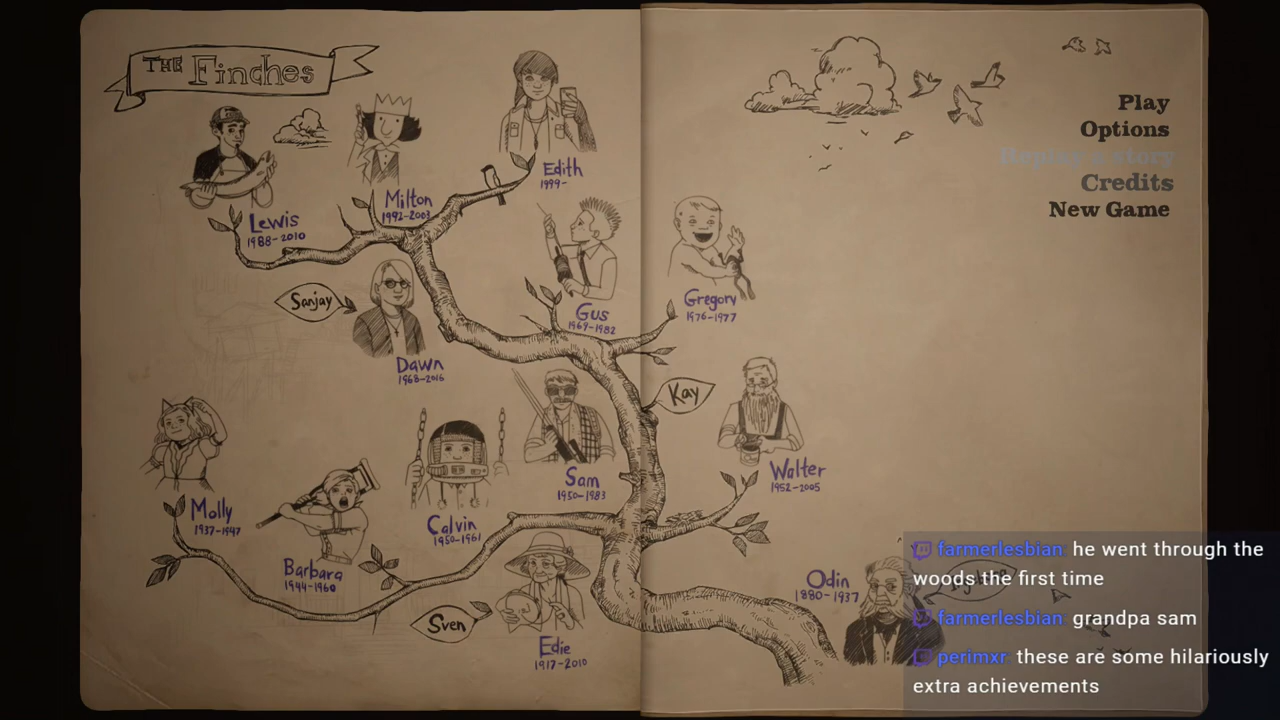 THE Finches
Play
Options
Replay a story
Credits
New Game
Edith
1999-
Milton
1992-2003
Lewis
1988-2010
Sanjay
Gus
1969-1982
Gregory
1976-1977
Dawn
1968-2016
Kay
Walter
1952-2005
Sam
1950-1983
Calvin
1950-1961
Molly
1937-1947
Barbara
1944-1960
Sven
Edie
1917-2010
Odin
1880-1937
farmerlesbian: he went through the
woods the first time
farmerlesbian: grandpa sam
perimxr: these are some hilariously
extra achievements